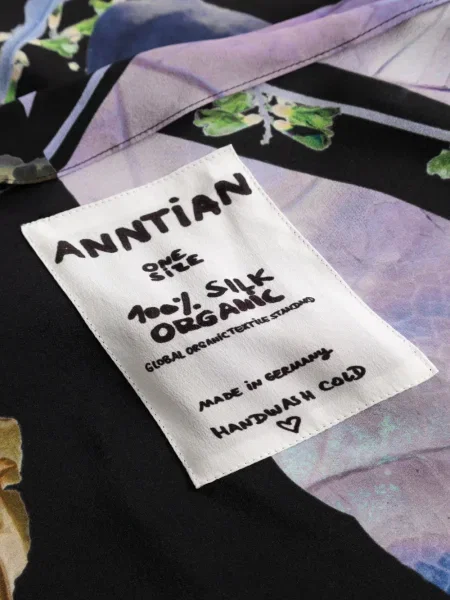 ANNTiAN
ONE
SIZE
100% SILK
ORGANiC
GLOBAL ORGANIC TEXTILE STANDARD
MADE IN GERMANY
HANDWASH COLD
♡